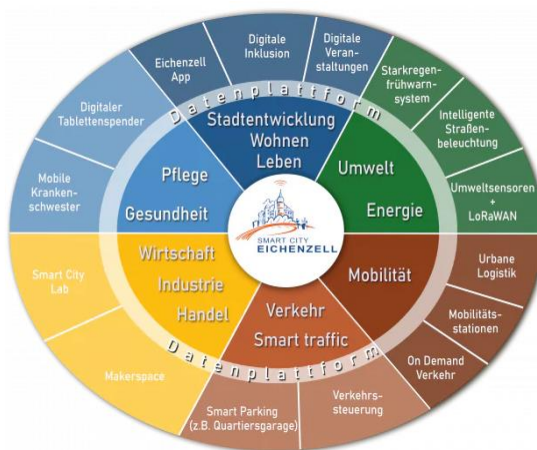 Eichenzell
App
Digitale
Inklusion
Digitale
Veran-
staltungen
Starkregen-
frühwarn-
system
Intelligente
Straßen-
beleuchtung
Umweltsensoren
+
LoRaWAN
Urbane
Logistik
Mobilitäts-
stationen
On Demand
Verkehr
Verkehrs-
steuerung
Smart Parking
(z.B. Quartiersgarage)
Makerspace
Smart City
Lab
Mobile
Kranken-
schwester
Digitaler
Tablettenspender
Datenplattform
Stadtentwicklung
Wohnen
Leben
Umwelt
Energie
Mobilität
Verkehr
Smart traffic
Wirtschaft
Industrie
Handel
Pflege
Gesundheit
SMART CITY
EICHENZELL
Datenplattform